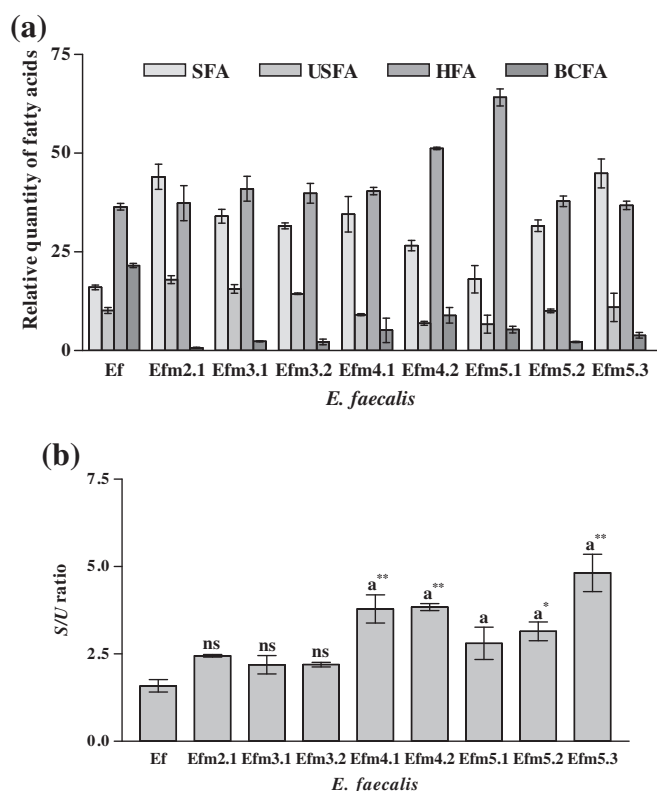 (a)
75
SFA USFA HFA BCFA
50
25
0
Relative quantity of fatty acids
Ef Efm2.1 Efm3.1 Efm3.2 Efm4.1 Efm4.2 Efm5.1 Efm5.2 Efm5.3
E. faecalis
(b)
7.5
5.0
2.5
0.0
S/U ratio
ns ns ns a** a** a a* a**
Ef Efm2.1 Efm3.1 Efm3.2 Efm4.1 Efm4.2 Efm5.1 Efm5.2 Efm5.3
E. faecalis